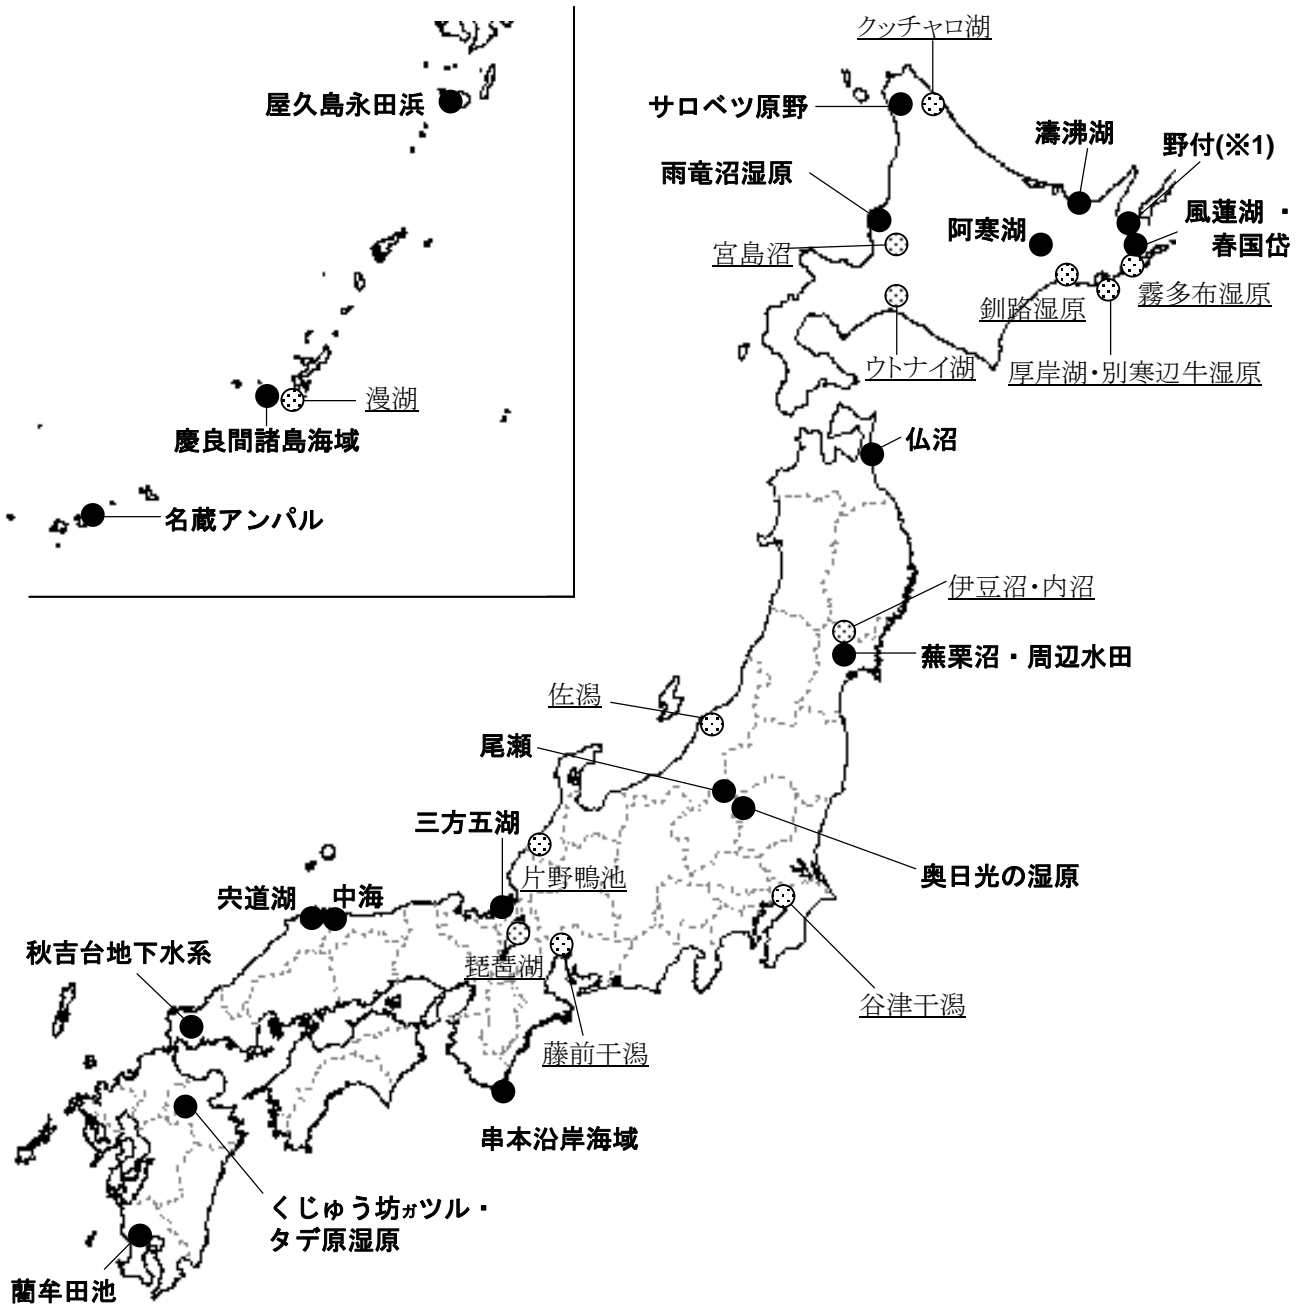 クッチャロ湖
屋久島永田浜
サロベツ原野
濤沸湖
野付(※1)
雨竜沼湿原
風蓮湖・
春国岱
阿寒湖
宮島沼
霧多布湿原
釧路湿原
ウトナイ湖
厚岸湖・別寒辺牛湿原
漫湖
慶良間諸島海域
仏沼
名蔵アンパル
伊豆沼・内沼
蕪栗沼・周辺水田
佐潟
尾瀬
三方五湖
片野鴨池
奥日光の湿原
宍道湖
中海
秋吉台地下水系
琵琶湖
谷津干潟
藤前干潟
串本沿岸海域
くじゅう坊ガツル・
タデ原湿原
藺牟田池